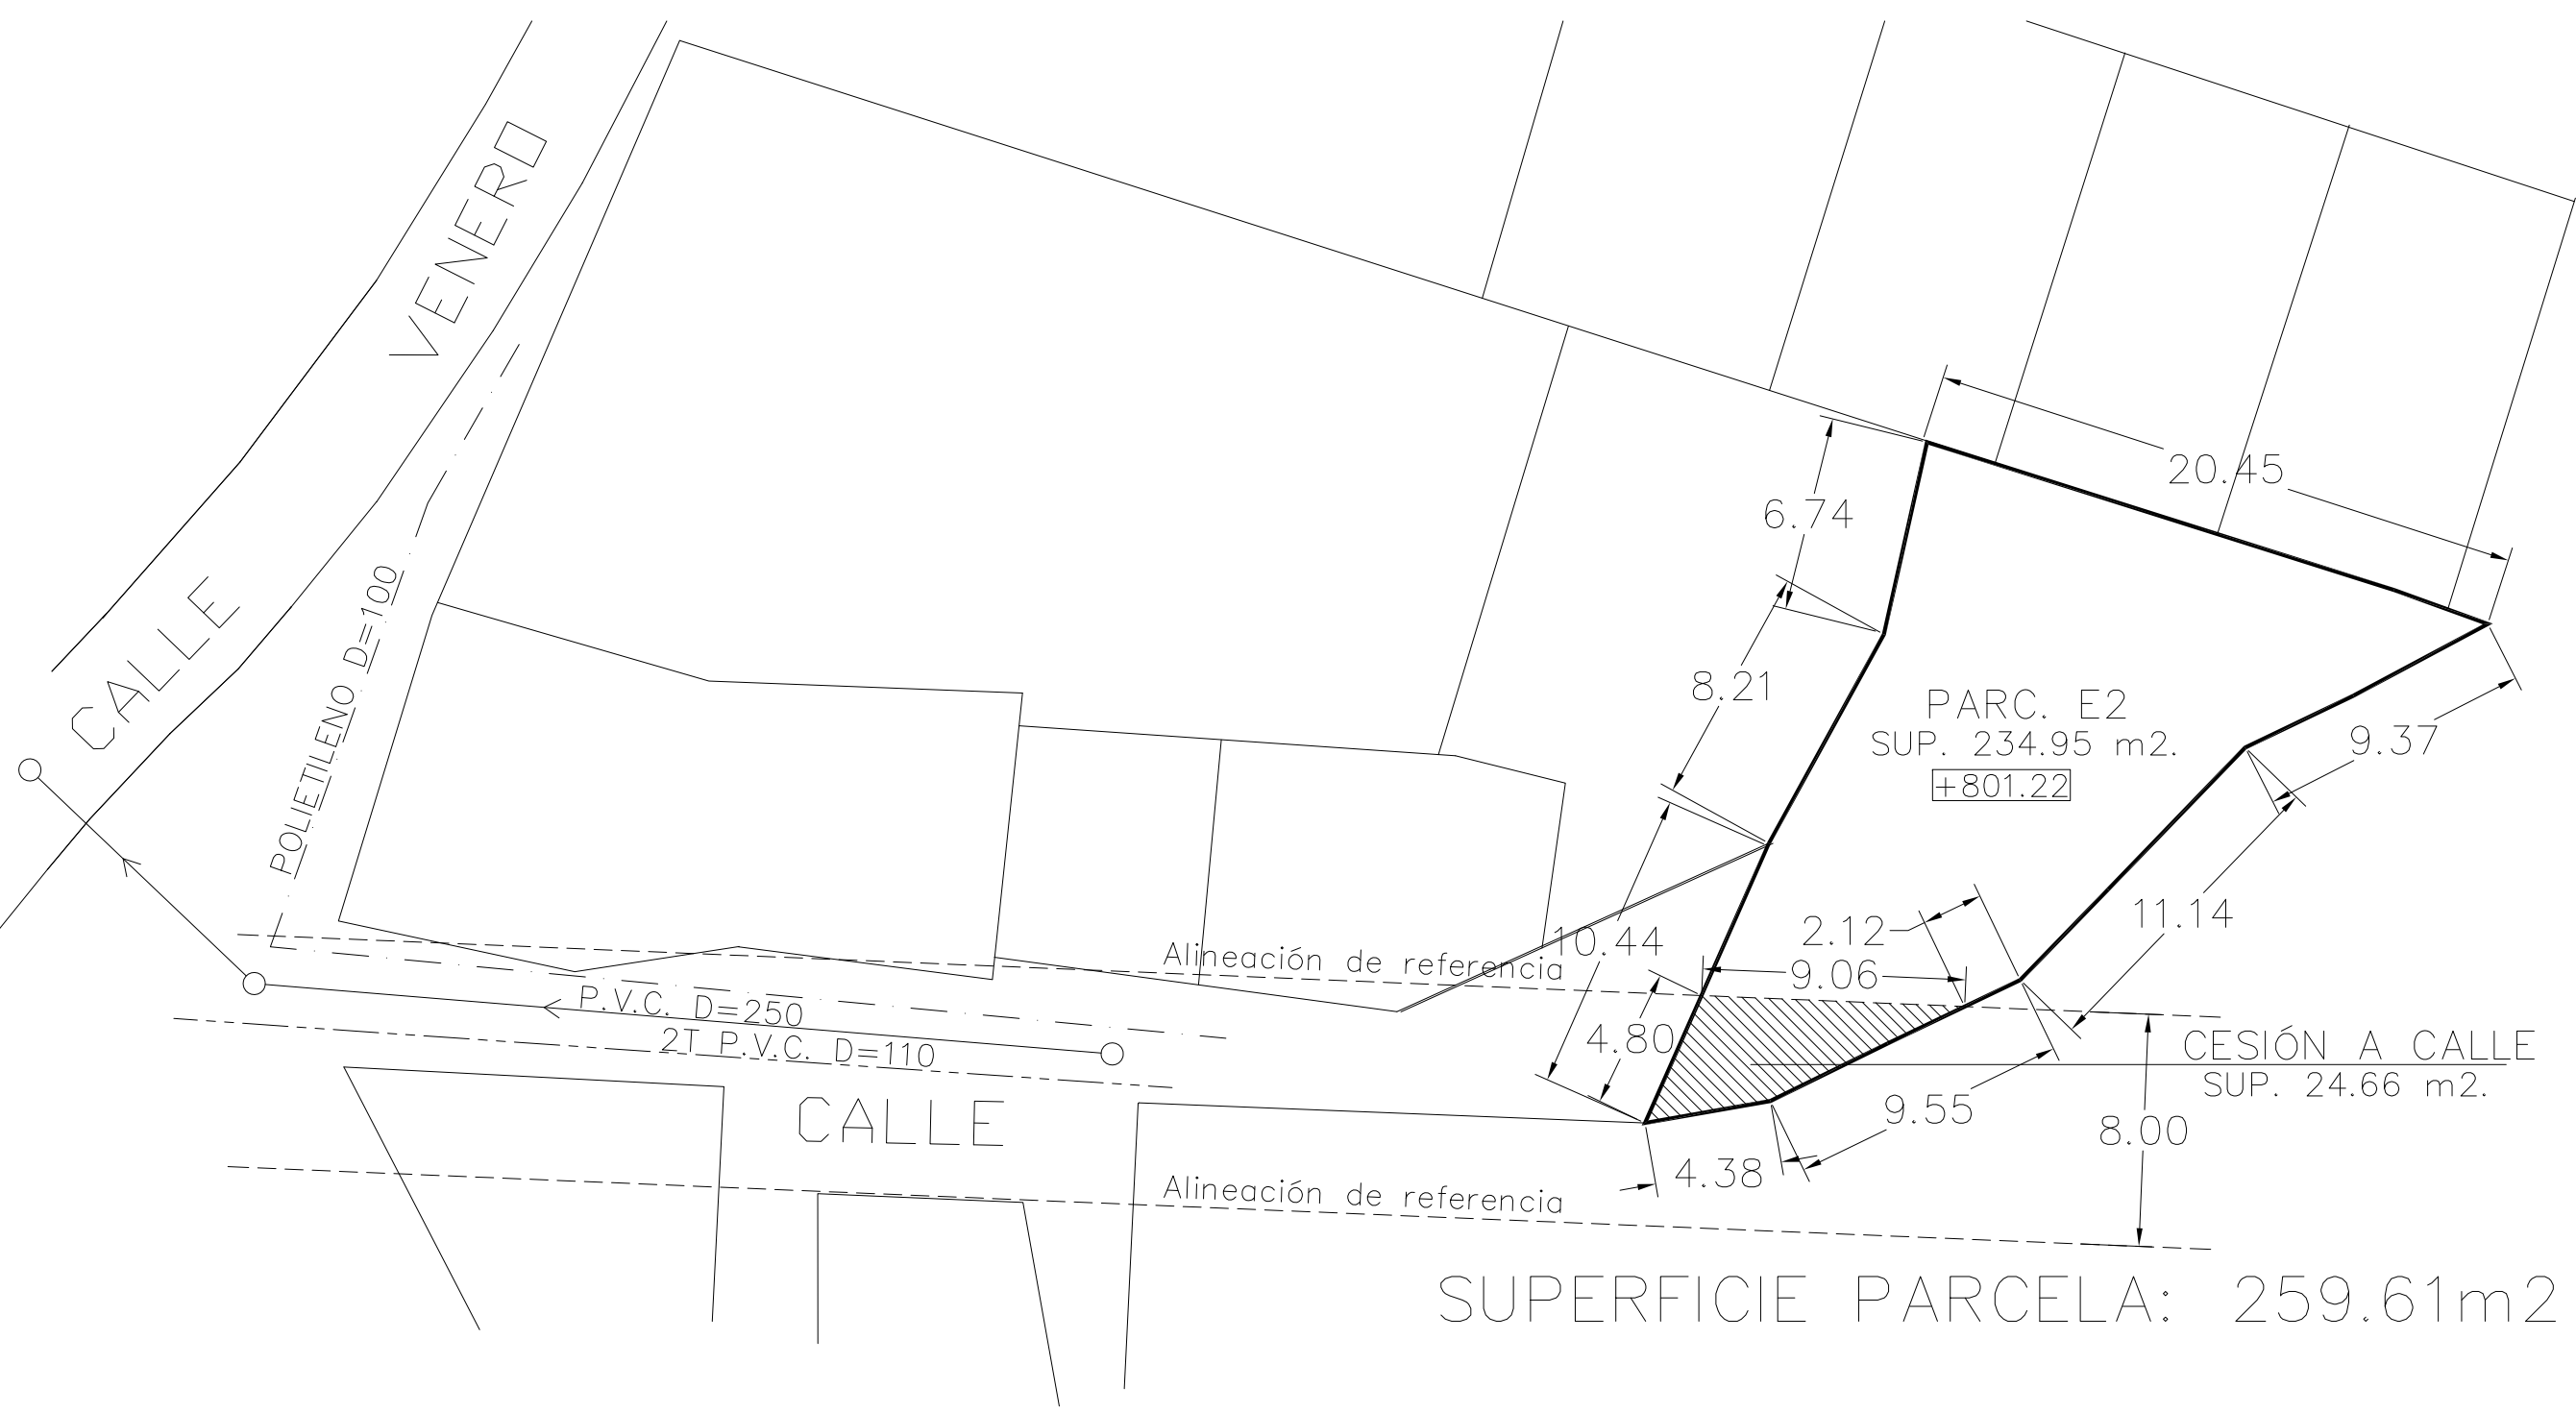 CALLE VENERO
20.45
6.74
8.21
POLIETILENO D=100
PARC. E2
SUP. 234.95 m2.
+801.22
9.37
11.14
2.12
10.44
9.06
Alineación de referencia
P.V.C. D=250
2T P.V.C. D=110
4.80
CESIÓN A CALLE
SUP. 24.66 m2.
CALLE
9.55
8.00
4.38
Alineación de referencia
SUPERFICIE PARCELA: 259.61m2